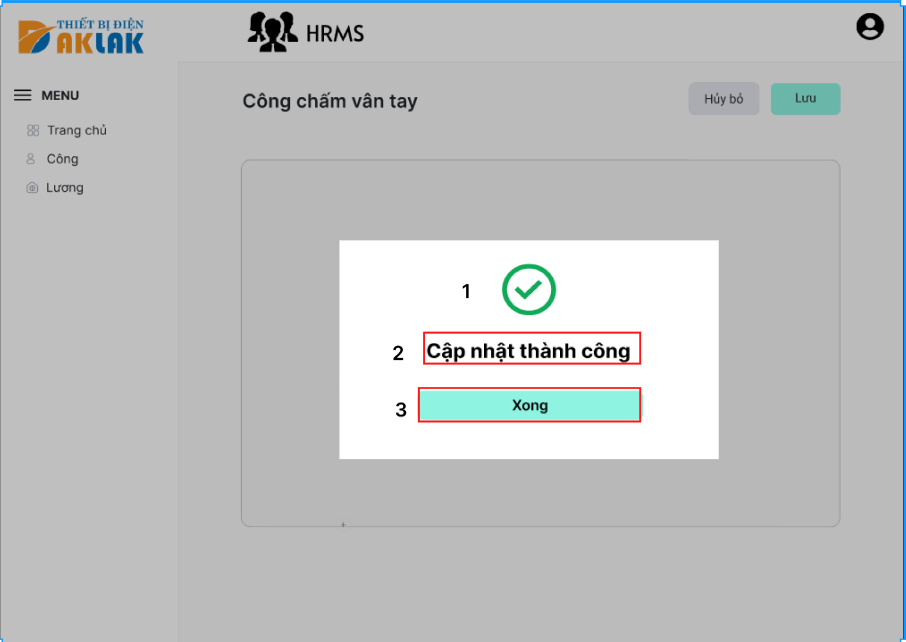 THIẾT BỊ ĐIỆN
DAKLAK
HRMS
MENU
Trang chủ
Công
Lương
Công chấm vân tay
Hủy bỏ
Lưu
1
2 Cập nhật thành công
3 Xong